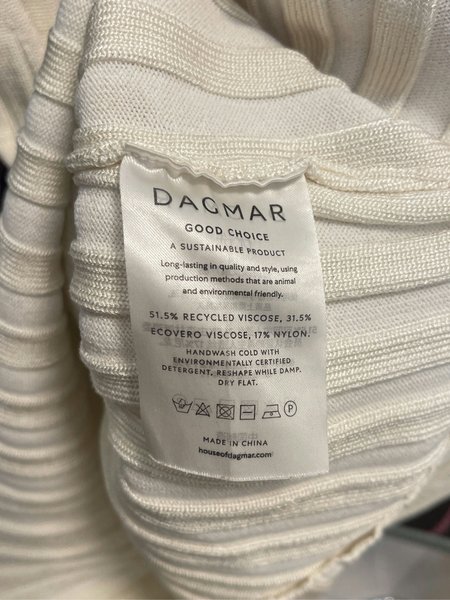 DAGMAR
GOOD CHOICE
A SUSTAINABLE PRODUCT
Long-lasting in quality and style, using
production methods that are animal
and environmental friendly.
51.5% RECYCLED VISCOSE, 31.5%
ECOVERO VISCOSE, 17% NYLON.
HANDWASH COLD WITH
ENVIRONMENTALLY CERTIFIED
DETERGENT. RESHAPE WHILE DAMP.
DRY FLAT.
P
MADE IN CHINA
houseofdagmar.com